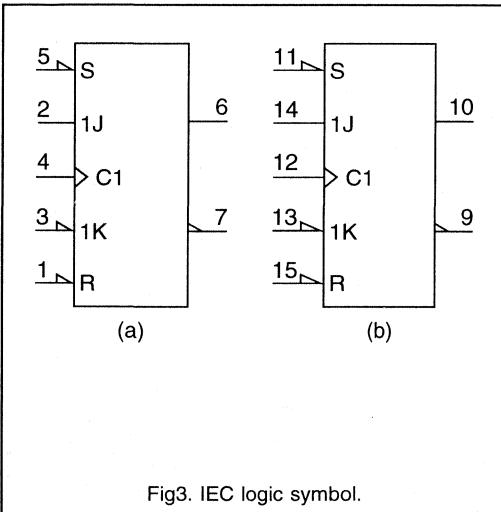 5 S 11 S
2 1J 6 14 1J 10
4 C1 12 C1
3 1K 7 13 1K 9
1 R 15 R
(a) (b)
Fig3. IEC logic symbol.